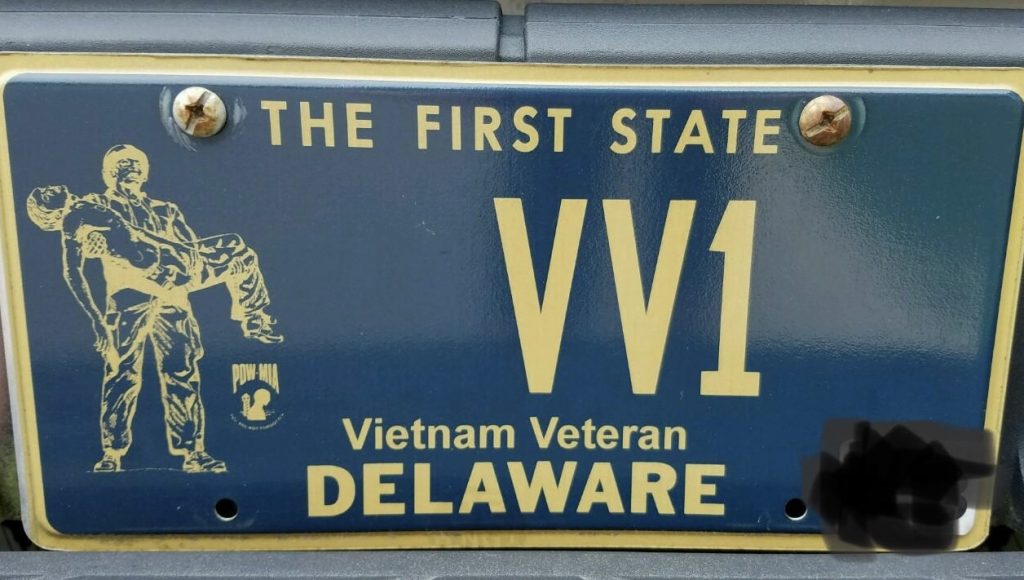 THE FIRST STATE
VV1
POW★MIA
Vietnam Veteran
DELAWARE